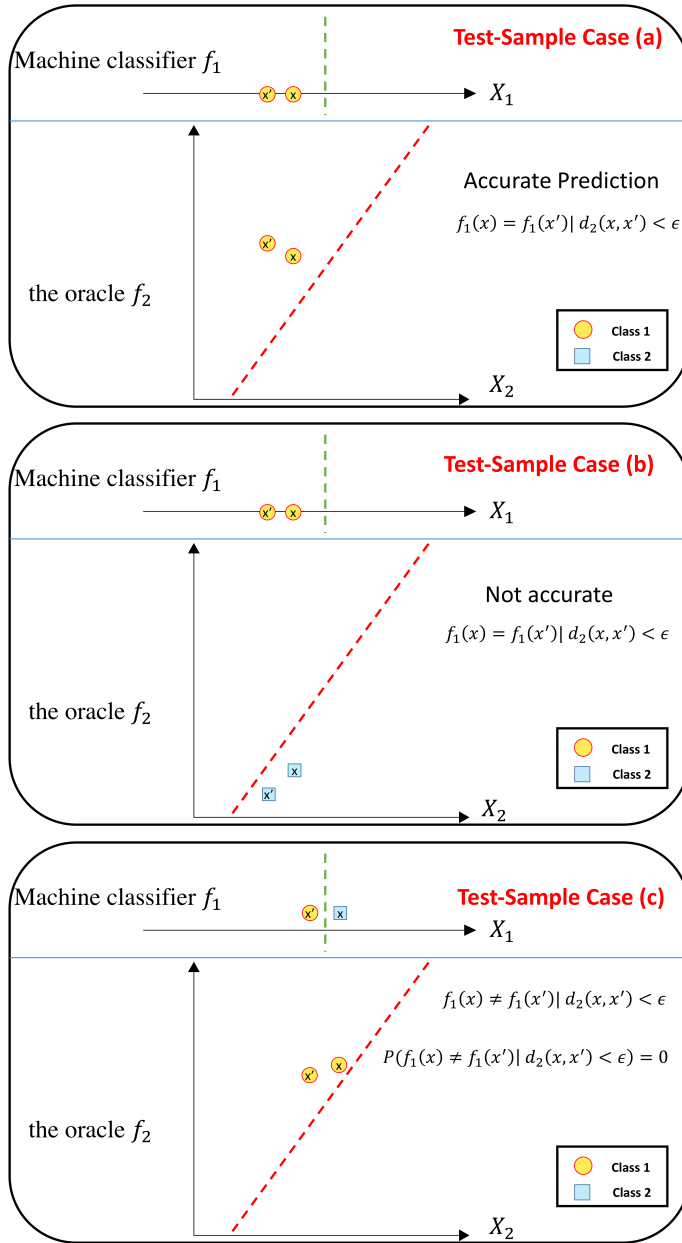 Test-Sample Case (a)
Machine classifier f₁
x' x
X₁
Accurate Prediction
f₁(x) = f₁(x′)| d₂(x, x′) < ϵ
x' x
the oracle f₂
Class 1
Class 2
X₂
Test-Sample Case (b)
Machine classifier f₁
x' x
X₁
Not accurate
f₁(x) = f₁(x′)| d₂(x, x′) < ϵ
the oracle f₂
x
x'
Class 1
Class 2
X₂
Machine classifier f₁
Test-Sample Case (c)
x' x
X₁
f₁(x) ≠ f₁(x′)| d₂(x, x′) < ϵ
P(f₁(x) ≠ f₁(x′)| d₂(x, x′) < ϵ) = 0
x' x
the oracle f₂
Class 1
Class 2
X₂